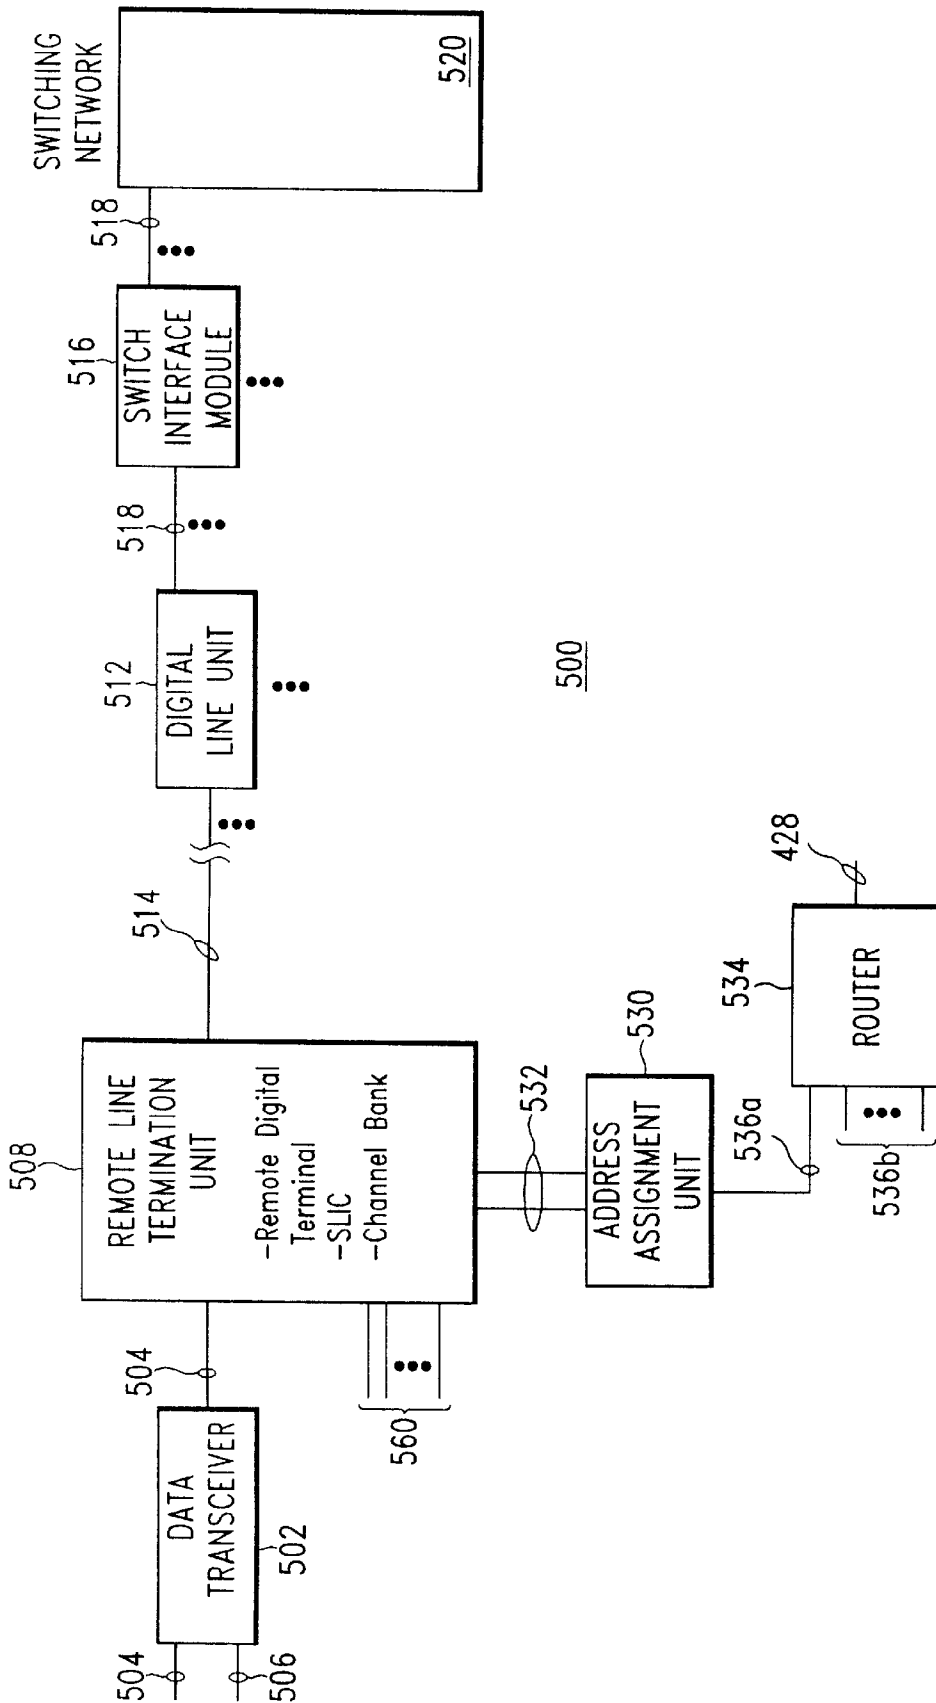 504
506
DATA
TRANSCEIVER
502
504
560
508
REMOTE LINE
TERMINATION
UNIT
–Remote Digital
Terminal
–SLIC
–Channel Bank
532
ADDRESS
ASSIGNMENT
UNIT
530
536a
536b
534
ROUTER
428
514
512
DIGITAL
LINE UNIT
500
518
516
SWITCH
INTERFACE
MODULE
518
SWITCHING
NETWORK
520